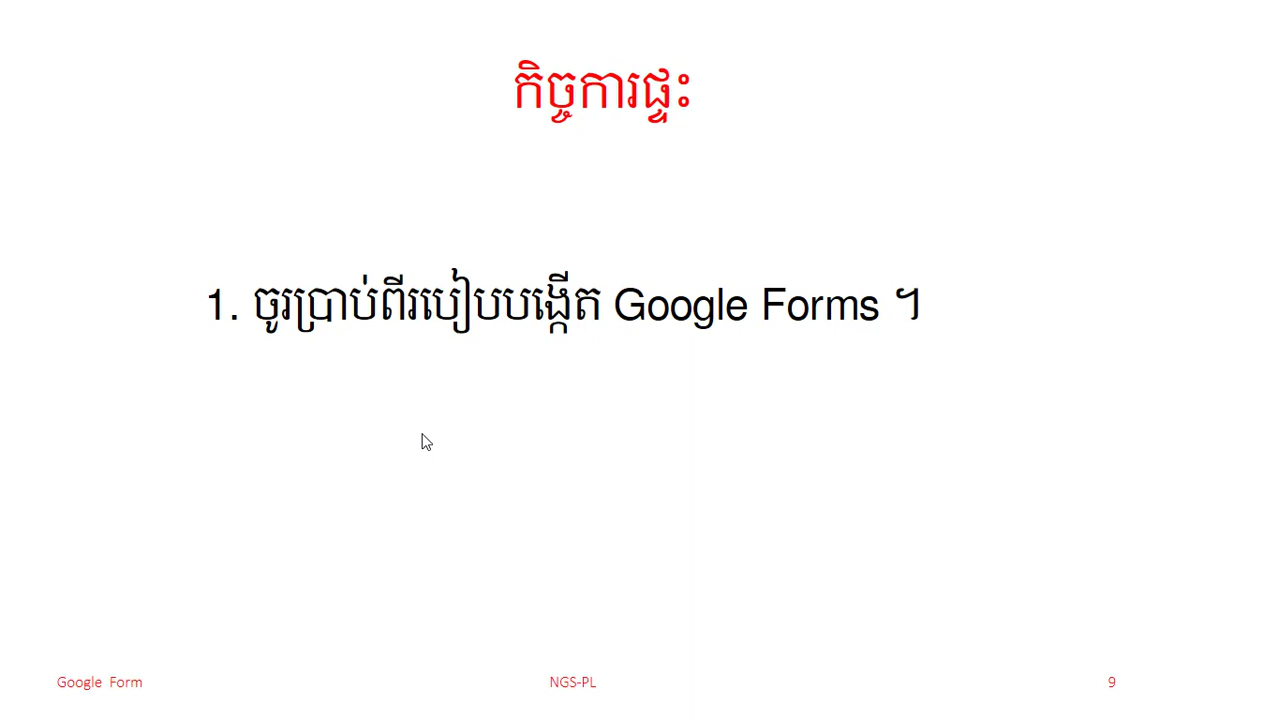 កិច្ចការផ្ទះ
1. ចូរប្រាប់ពីរបៀបបង្កើត Google Forms ។
Google Form NGS-PL 9